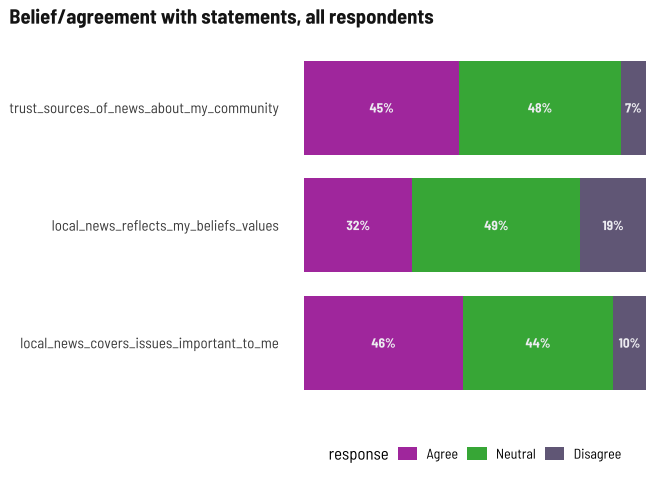 Belief/agreement with statements, all respondents
trust_sources_of_news_about_my_community 45% 48% 7%
local_news_reflects_my_beliefs_values 32% 49% 19%
local_news_covers_issues_important_to_me 46% 44% 10%
response Agree Neutral Disagree